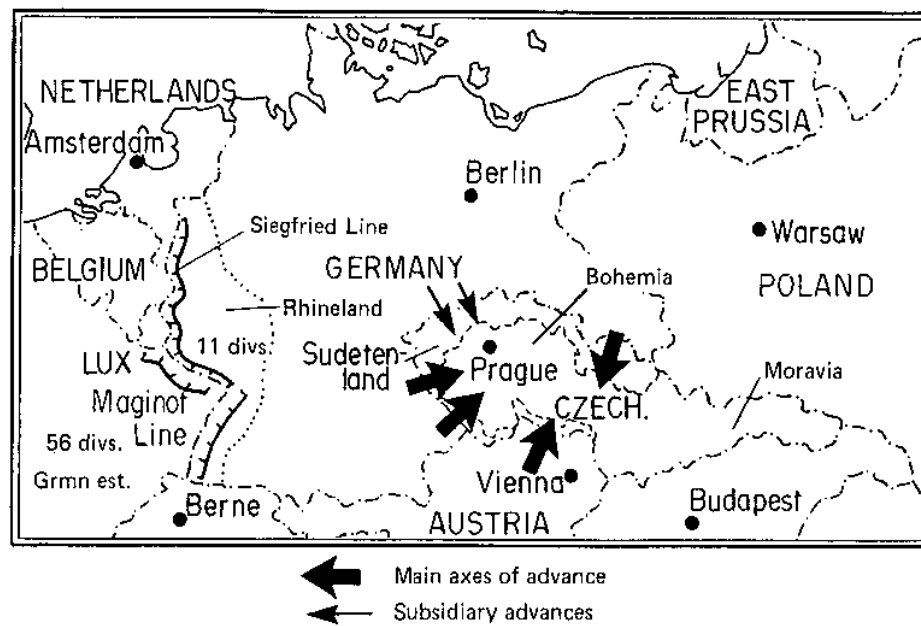 NETHERLANDS
Amsterdam
EAST
PRUSSIA
Berlin
Siegfried Line
Warsaw
BELGIUM
GERMANY
Bohemia
POLAND
Rhineland
11 divs.
Sudeten-
land
LUX
Prague
Moravia
Maginot
Line
CZECH.
56 divs.
Grmn est.
Vienna
Berne
Budapest
AUSTRIA
Main axes of advance
Subsidiary advances